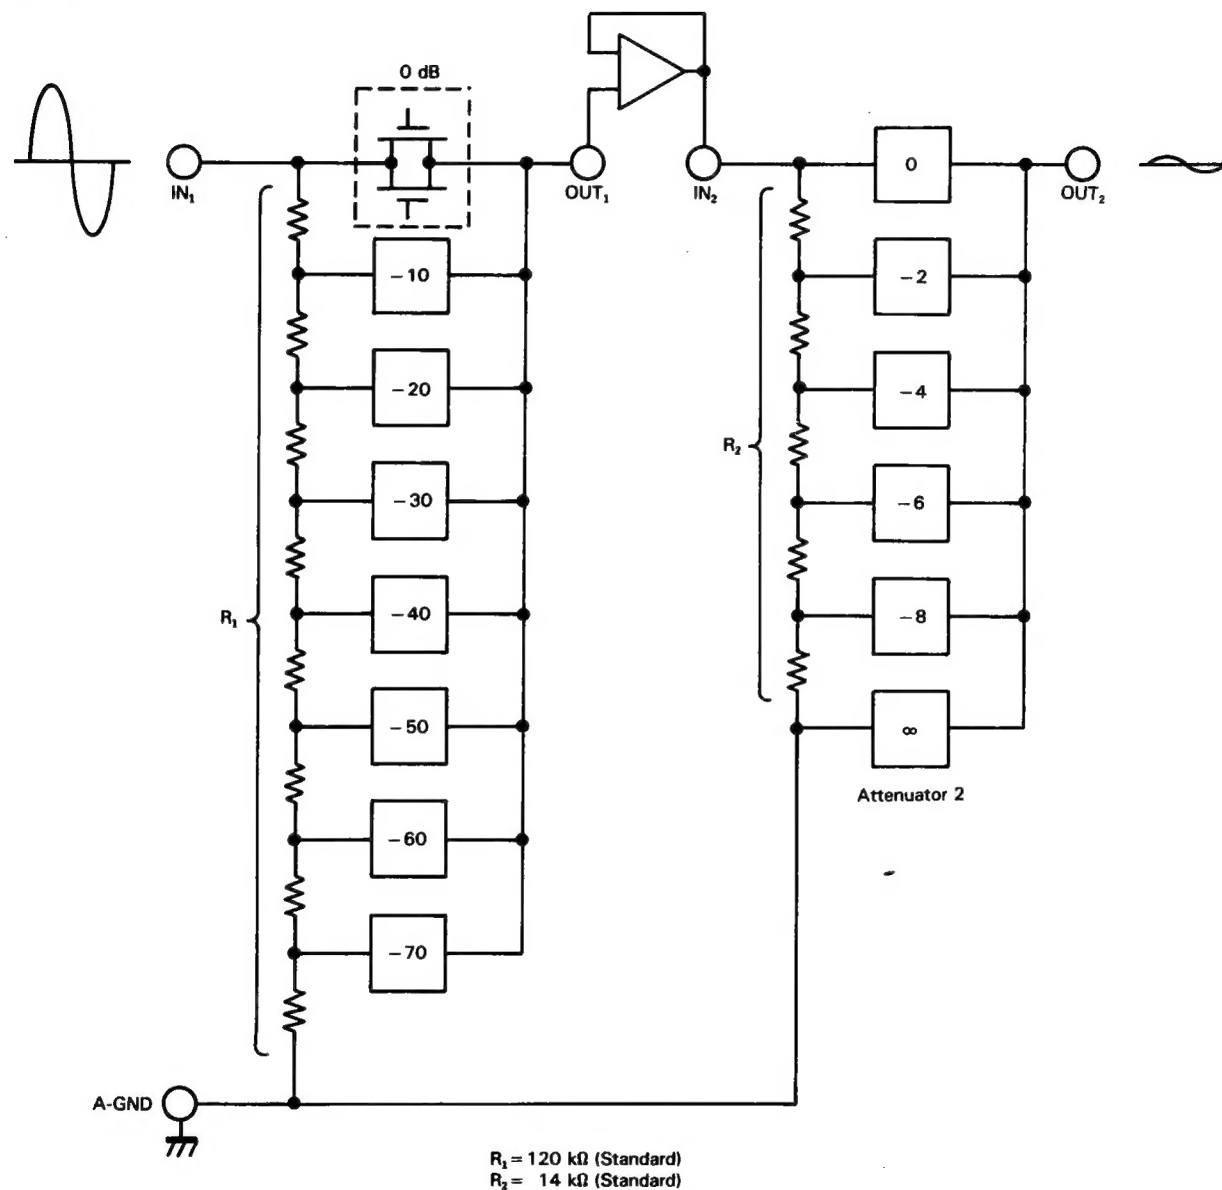 0 dB
IN₁
OUT₁
IN₂
OUT₂
0
−10
−2
−20
−4
−30
−6
R₂
−40
−8
R₁
−50
∞
Attenuator 2
−60
−70
A-GND
R₁ = 120 kΩ (Standard)
R₂ = 14 kΩ (Standard)